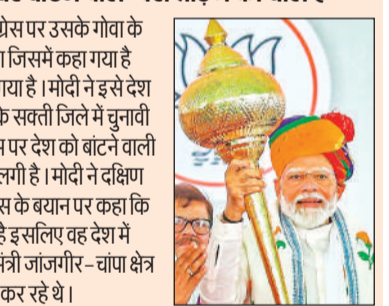 ग्रेस पर उसके गोवा के
जिसमें कहा गया है
गया है। मोदी ने इसे देश
के सक्ती जिले में चुनावी
पर देश को बांटने वाली
लगी है। मोदी ने दक्षिण
स के बयान पर कहा कि
है इसलिए वह देश में
मंत्री जांजगीर-चांपा क्षेत्र
कर रहे थे।